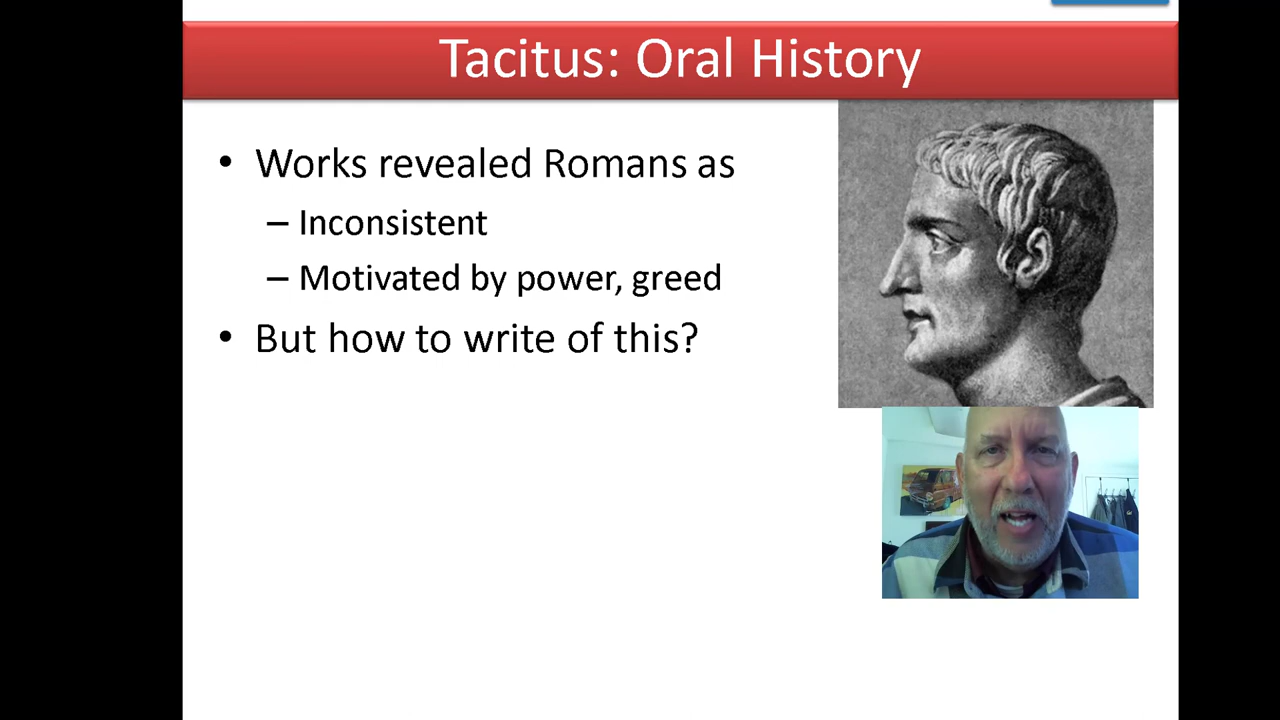 Tacitus: Oral History
• Works revealed Romans as
– Inconsistent
– Motivated by power, greed
• But how to write of this?